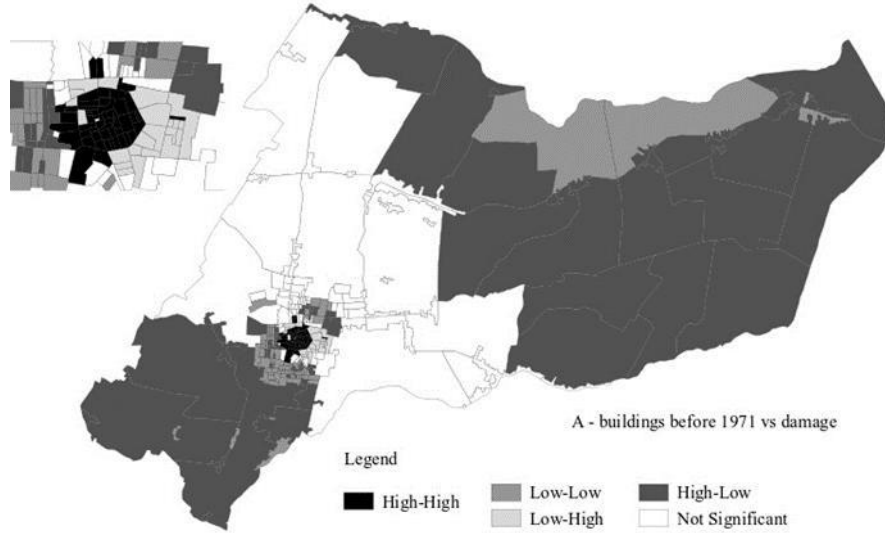 A - buildings before 1971 vs damage
Legend
High-High
Low-Low
High-Low
Low-High
Not Significant